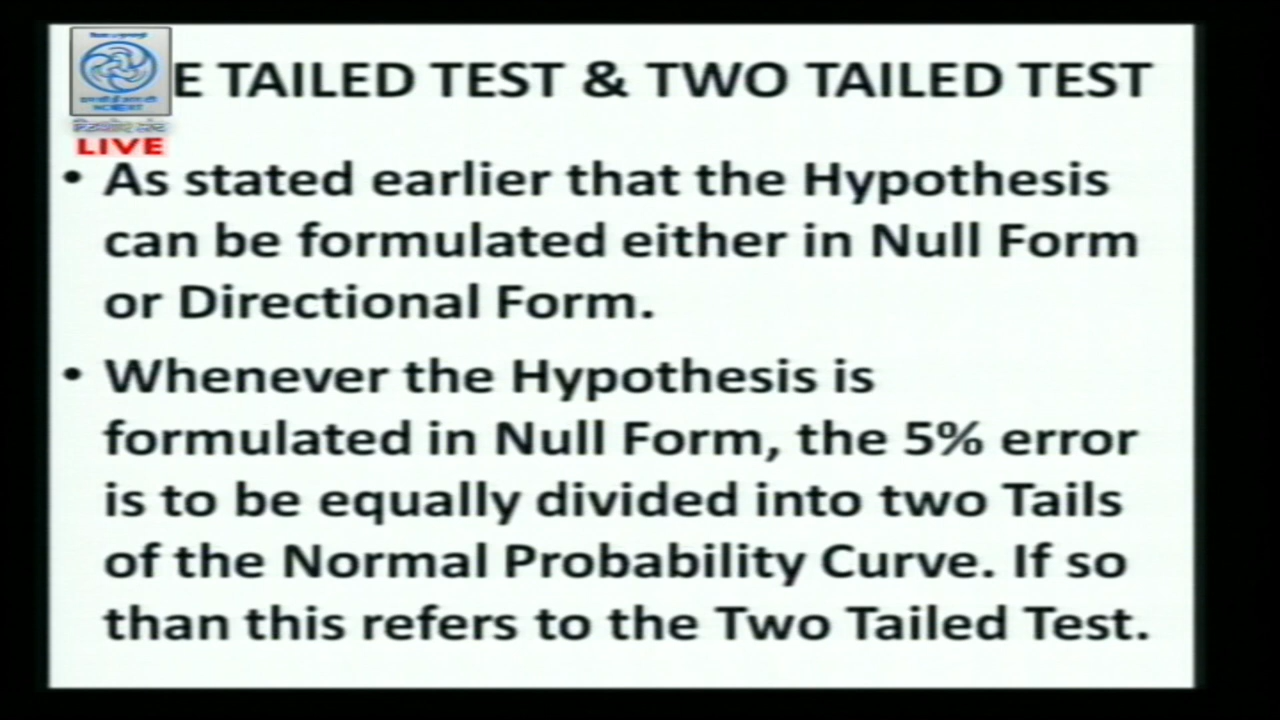 E TAILED TEST & TWO TAILED TEST
LIVE
• As stated earlier that the Hypothesis
can be formulated either in Null Form
or Directional Form.
• Whenever the Hypothesis is
formulated in Null Form, the 5% error
is to be equally divided into two Tails
of the Normal Probability Curve. If so
than this refers to the Two Tailed Test.